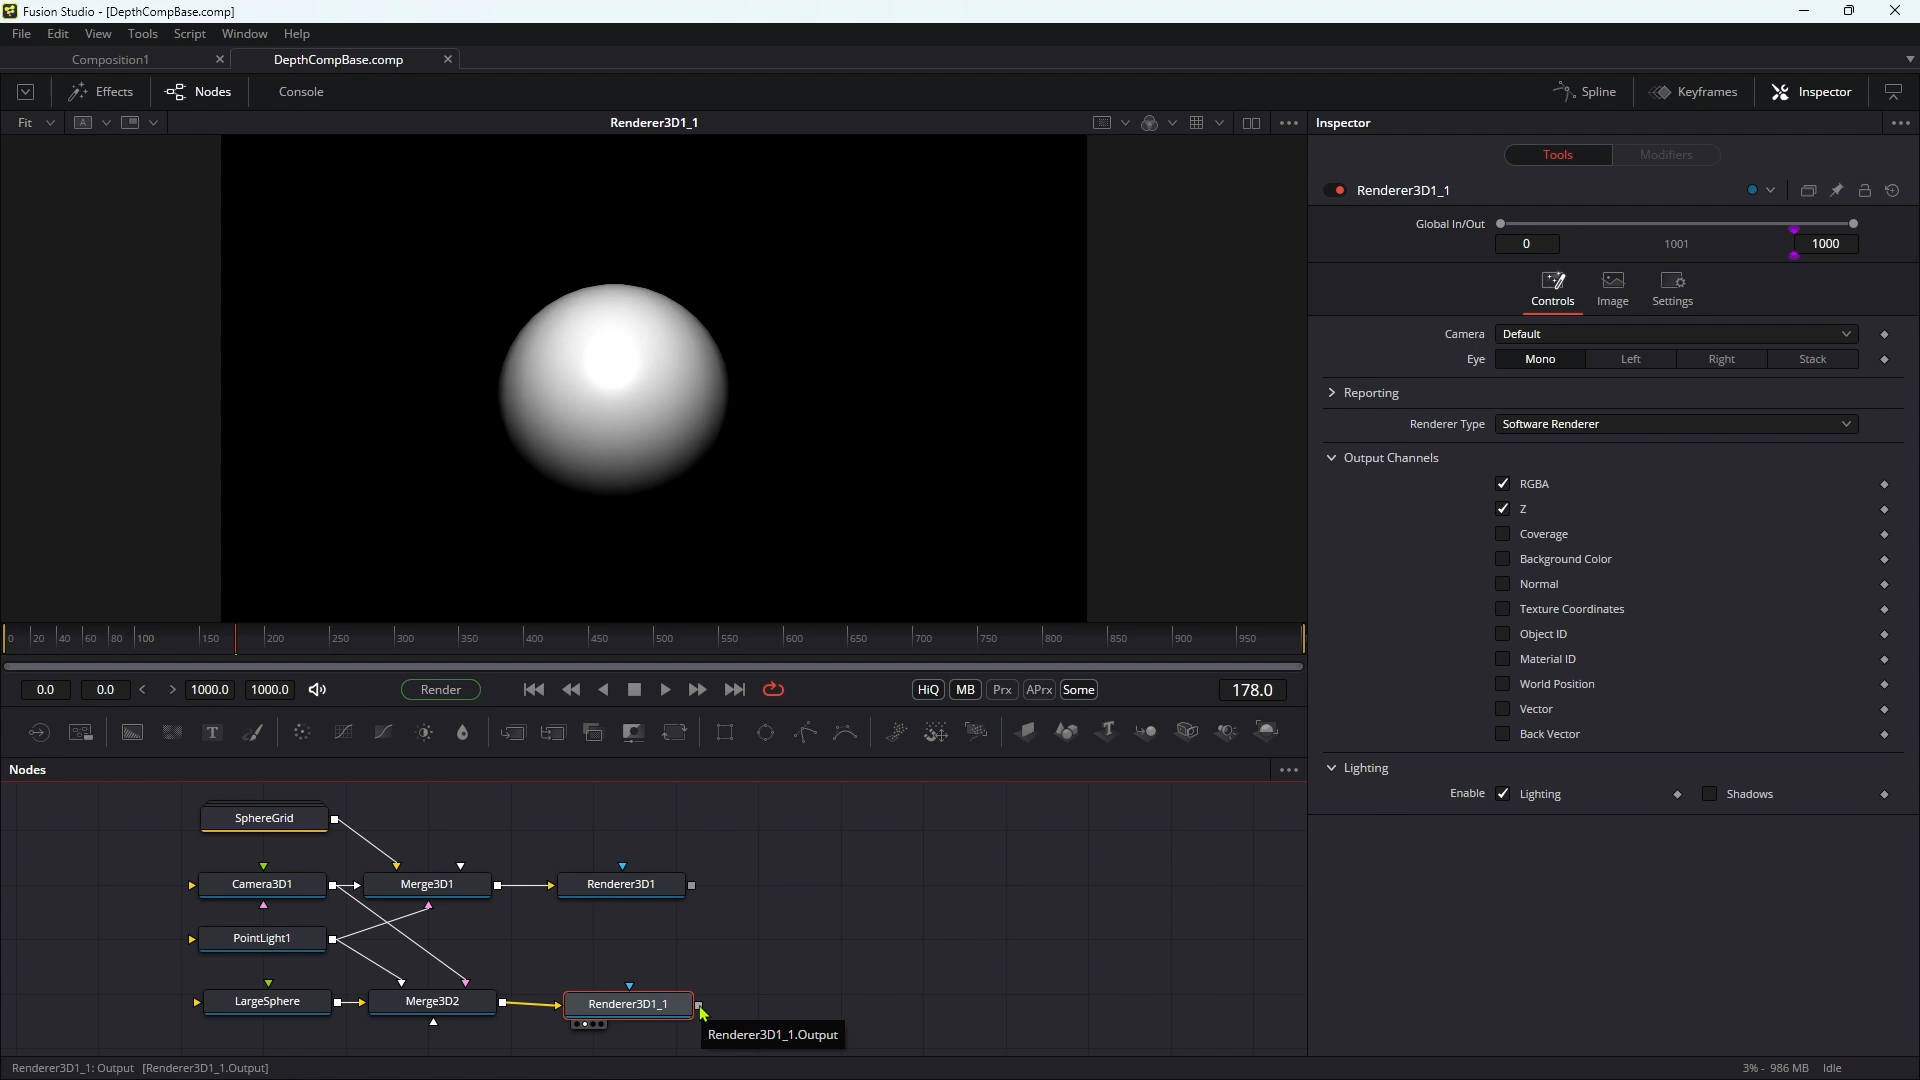 Fusion Studio - [DepthCompBase.comp]
File Edit View Tools Script Window Help
Composition1 DepthCompBase.comp
Effects Nodes Console Spline Keyframes Inspector
Fit A Renderer3D1_1 Inspector
Tools Modifiers
Renderer3D1_1
Global In/Out
0 1001 1000
Controls Image Settings
Camera Default
Eye Mono Left Right Stack
Reporting
Renderer Type Software Renderer
Output Channels
RGBA
Z
Coverage
Background Color
Normal
Texture Coordinates
Object ID
Material ID
World Position
Vector
Back Vector
Lighting
Enable Lighting Shadows
0 20 40 60 80 100 150 200 250 300 350 400 450 500 550 600 650 700 750 800 850 900 950
0.0 0.0 < > 1000.0 1000.0 Render HiQ MB Prx APrx Some 178.0
T T
Nodes
SphereGrid
Camera3D1 Merge3D1 Renderer3D1
PointLight1
LargeSphere Merge3D2 Renderer3D1_1
Renderer3D1_1.Output
Renderer3D1_1: Output [Renderer3D1_1.Output] 3% - 986 MB Idle